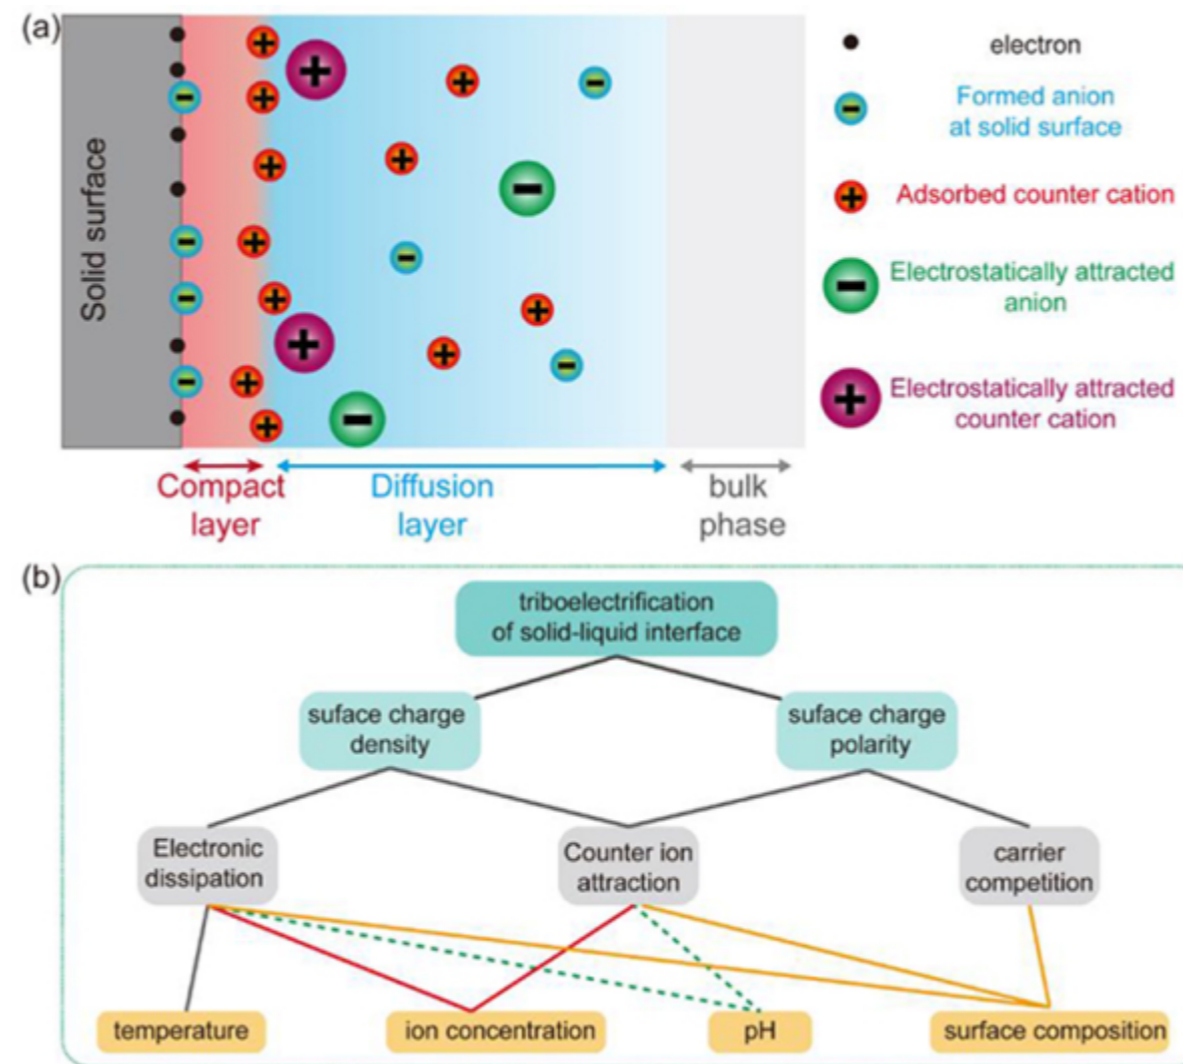 (a)
Solid surface
electron
Formed anion
at solid surface
Adsorbed counter cation
Electrostatically attracted
anion
Electrostatically attracted
counter cation
Compact
layer
Diffusion
layer
bulk
phase
(b)
triboelectrification
of solid-liquid interface
suface charge
density
suface charge
polarity
Electronic
dissipation
Counter ion
attraction
carrier
competition
temperature
ion concentration
pH
surface composition